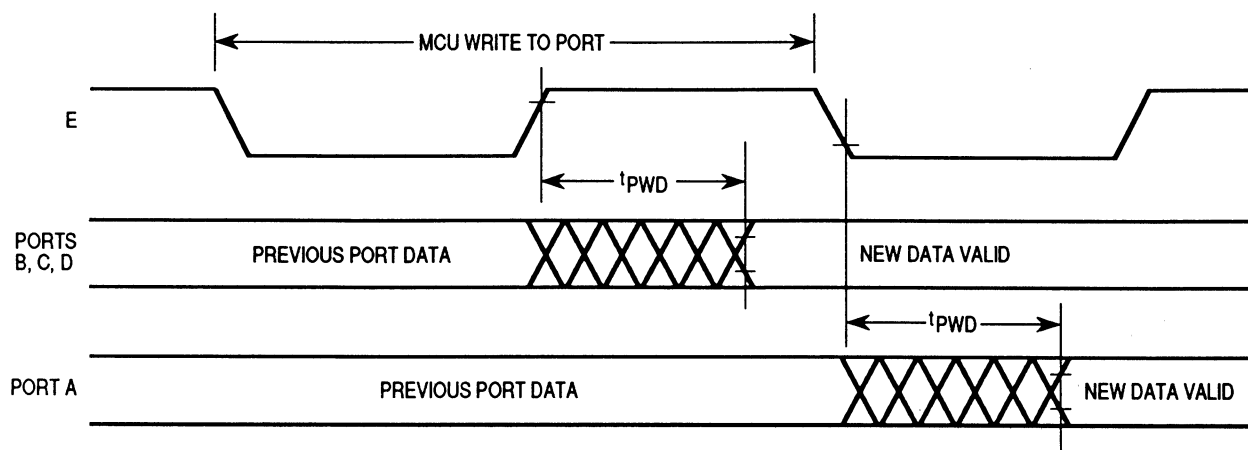 MCU WRITE TO PORT
E
tPWD
PORTS
B, C, D
PREVIOUS PORT DATA
NEW DATA VALID
tPWD
PORT A
PREVIOUS PORT DATA
NEW DATA VALID